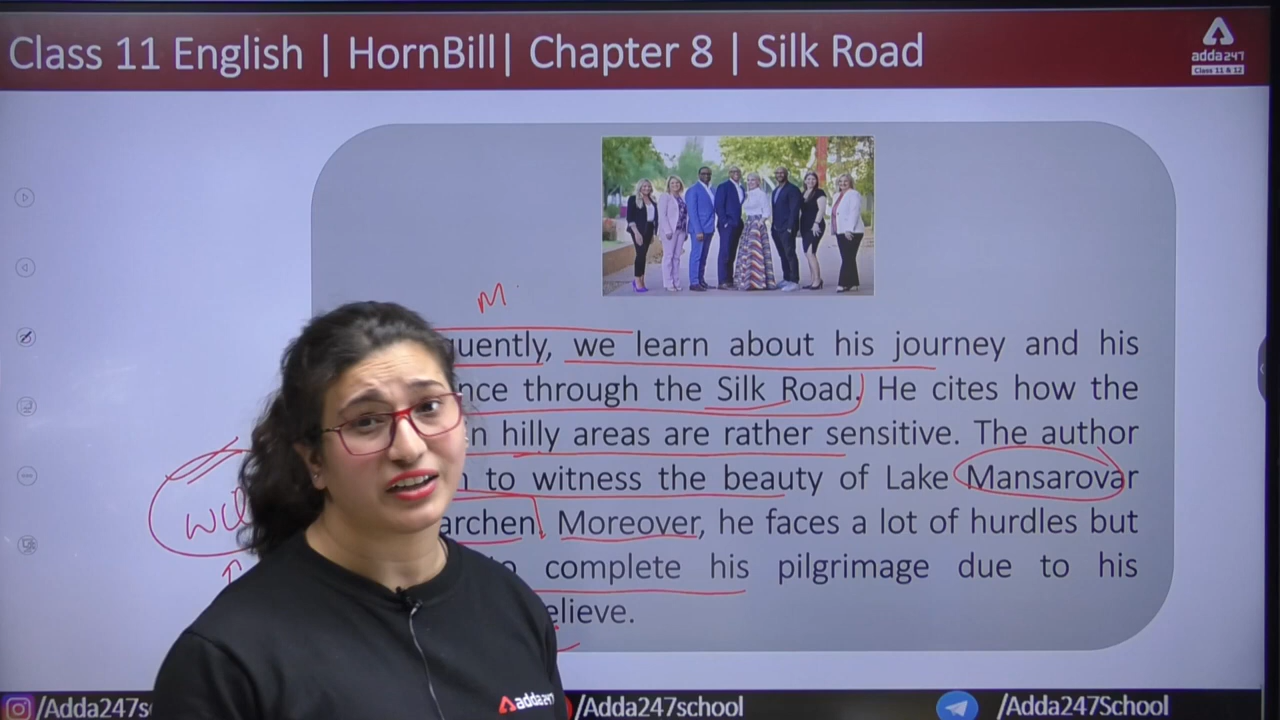 Class 11 English | HornBill| Chapter 8 | Silk Road
adda247
Class 11 & 12
M
quently, we learn about his journey and his
nce through the Silk Road. He cites how the
n hilly areas are rather sensitive. The author
to witness the beauty of Lake Mansarovar
archen. Moreover, he faces a lot of hurdles but
to complete his pilgrimage due to his
elieve.
adda247
/Adda247s
/Adda247school
/Adda247School